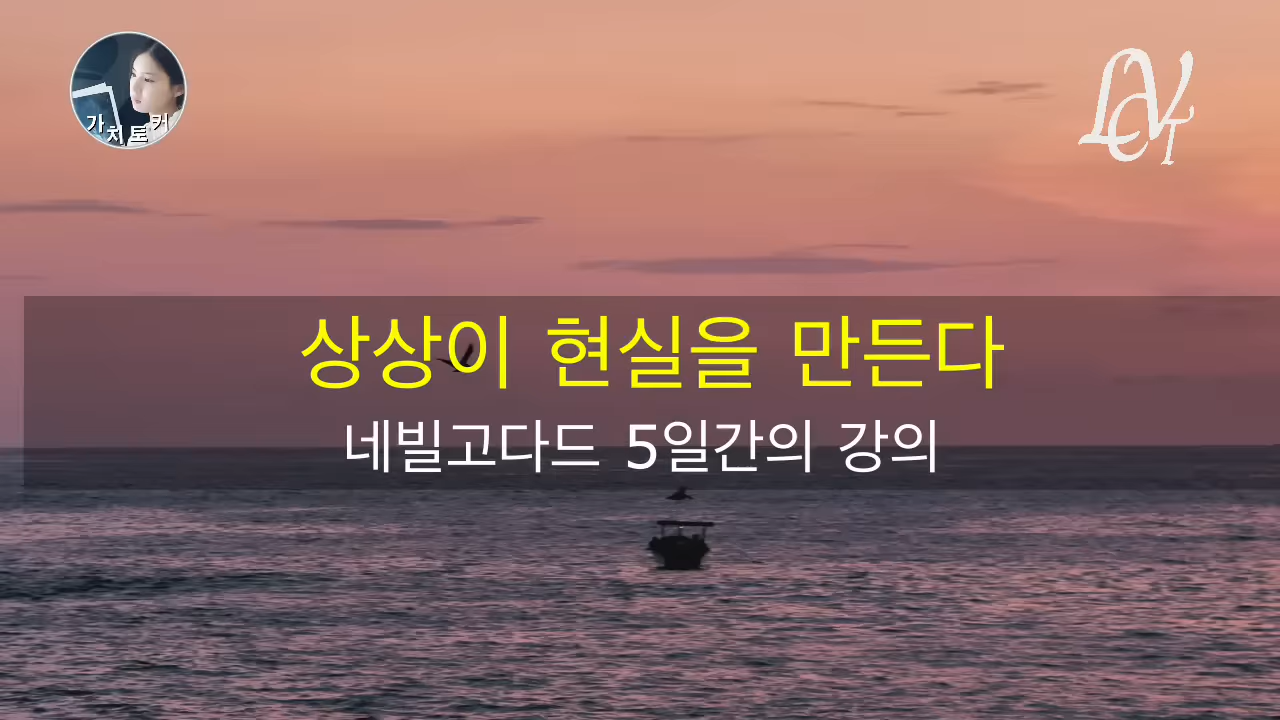 가치토커
상상이 현실을 만든다
네빌고다드 5일간의 강의